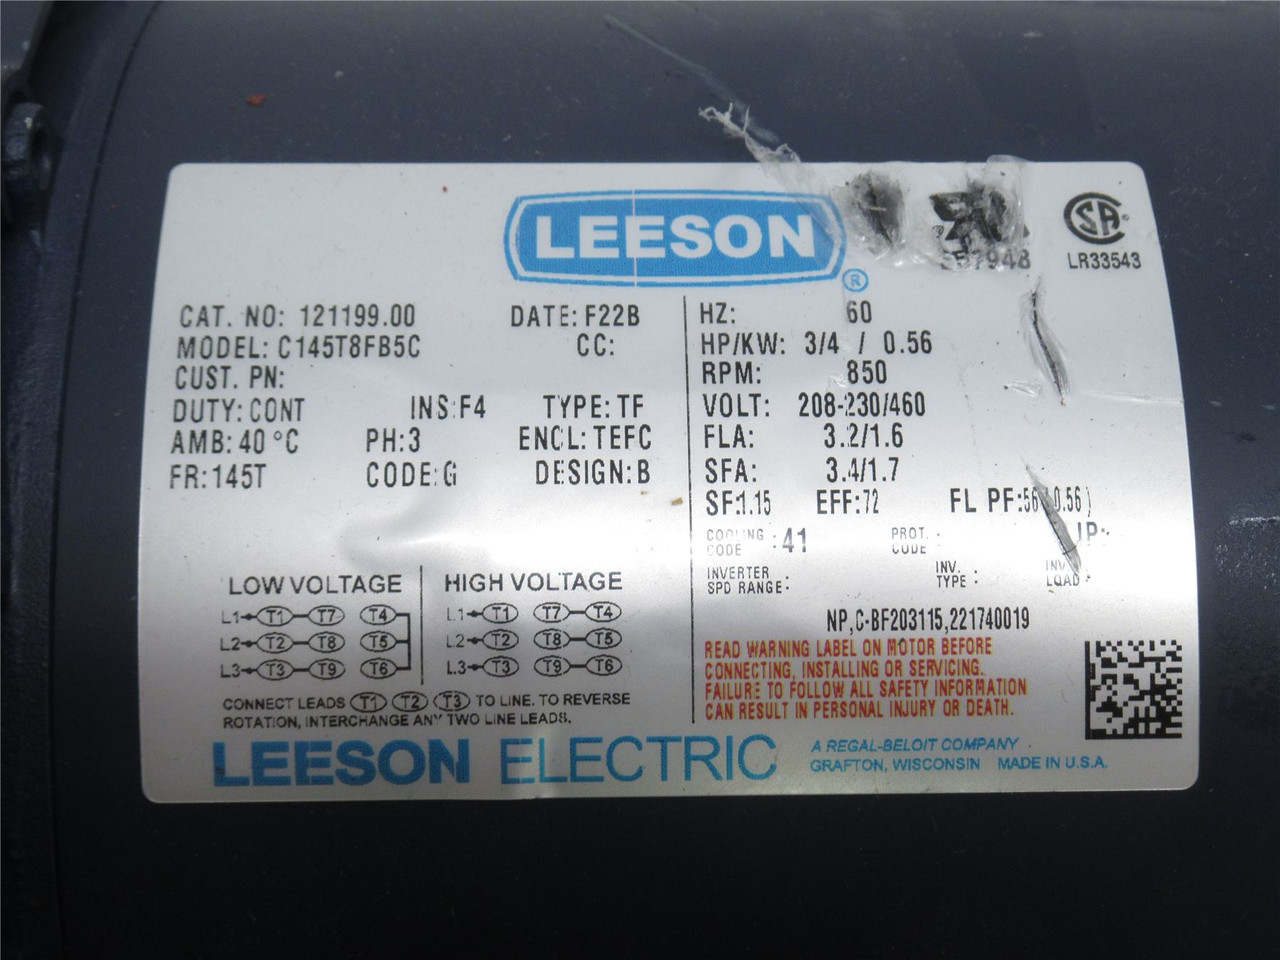 LEESON
®
SA
®
LR33543
CAT. NO: 121199.00 DATE: F22B
MODEL: C145T8FB5C CC:
CUST. PN:
DUTY: CONT INS: F4 TYPE: TF
AMB: 40 °C PH: 3 ENCL: TEFC
FR: 145T CODE: G DESIGN: B
HZ: 60
HP/KW: 3/4 / 0.56
RPM: 850
VOLT: 208-230/460
FLA: 3.2/1.6
SFA: 3.4/1.7
SF:1.15 EFF:72 FL PF:56 0.56 )
COOLING CODE : 41 PROT. CODE :
INVERTER SPD RANGE: INV. TYPE : INV. LOAD :
NP,C-BF203115,221740019
LOW VOLTAGE
L1 T1 T7 T4
L2 T2 T8 T5
L3 T3 T9 T6
HIGH VOLTAGE
L1 T1 T7 T4
L2 T2 T8 T5
L3 T3 T9 T6
CONNECT LEADS T1 T2 T3 TO LINE. TO REVERSE
ROTATION, INTERCHANGE ANY TWO LINE LEADS.
READ WARNING LABEL ON MOTOR BEFORE
CONNECTING, INSTALLING OR SERVICING.
FAILURE TO FOLLOW ALL SAFETY INFORMATION
CAN RESULT IN PERSONAL INJURY OR DEATH.
LEESON ELECTRIC
A REGAL-BELOIT COMPANY
GRAFTON, WISCONSIN MADE IN U.S.A.